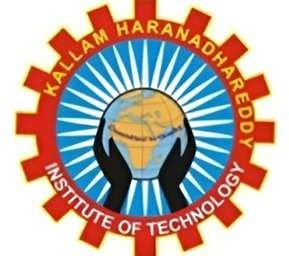 KALLAM HARANADHAREDDY
INSTITUTE OF TECHNOLOGY